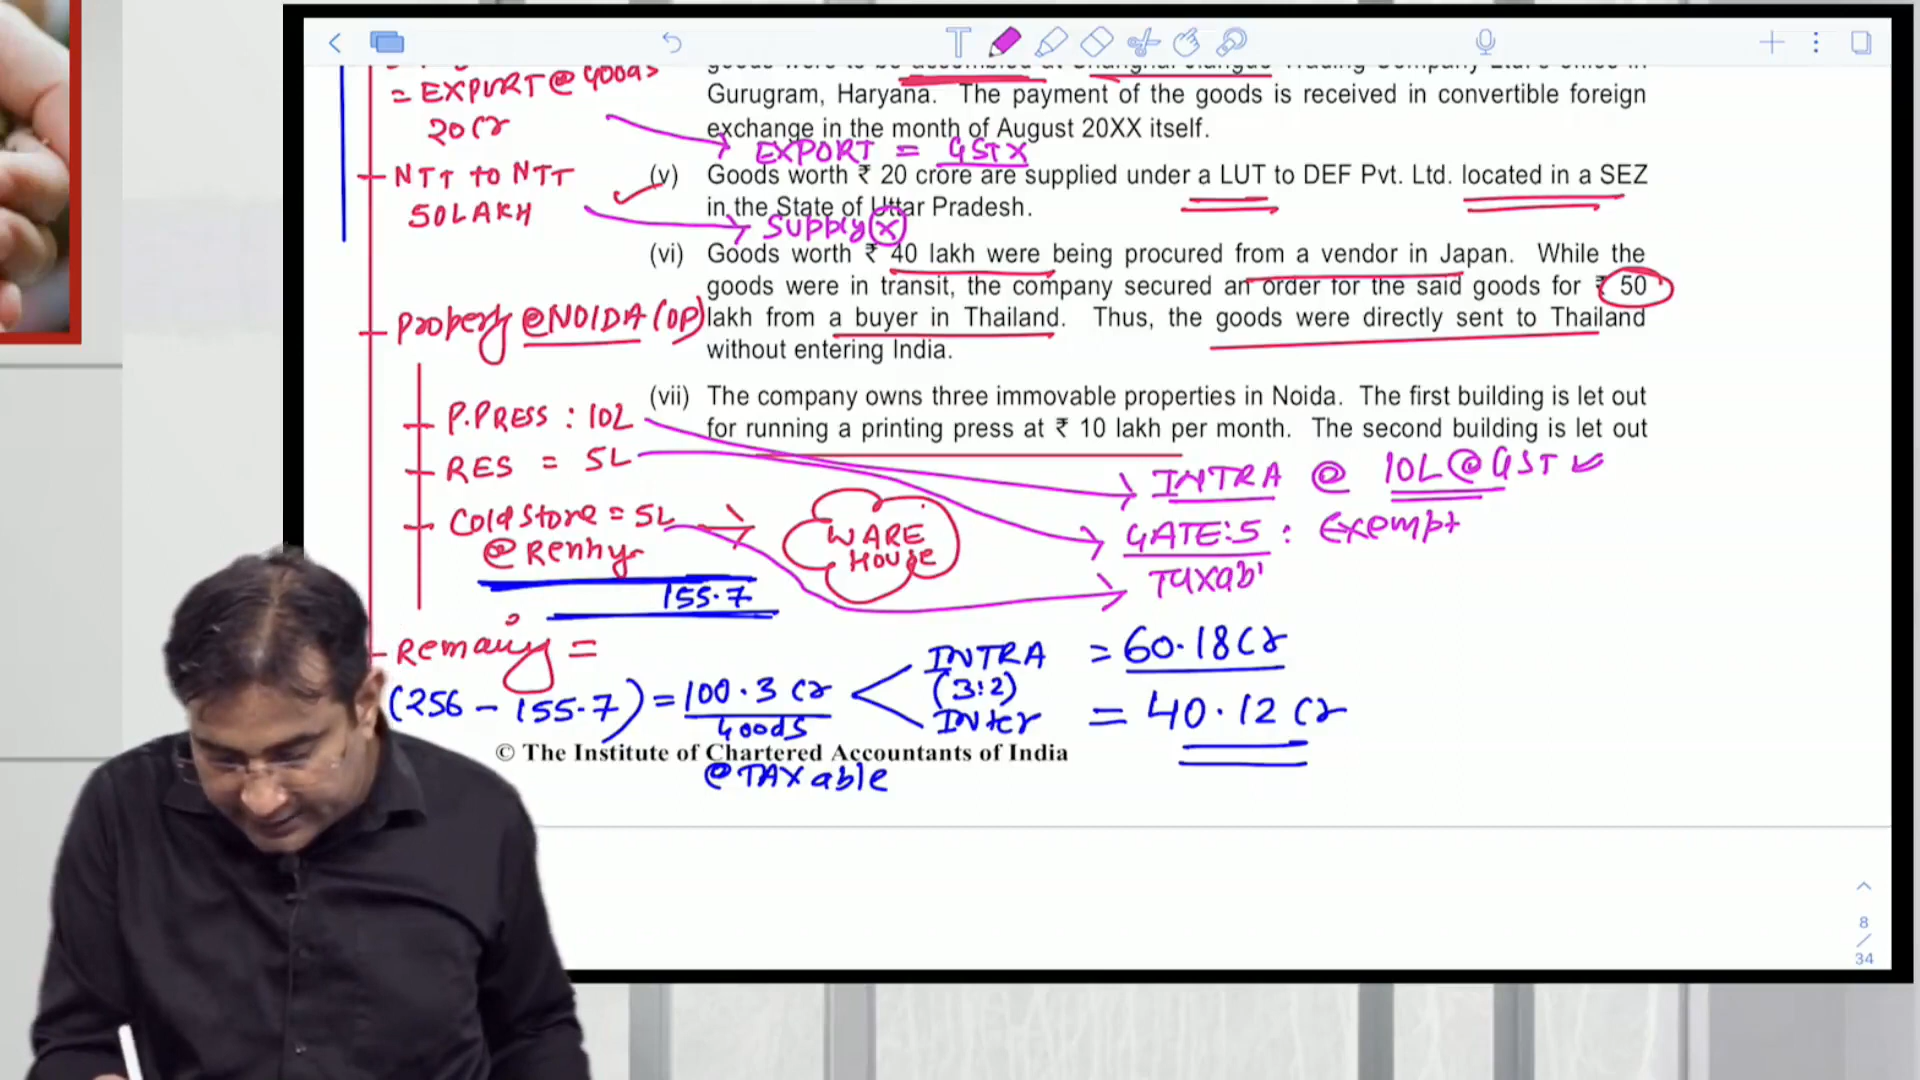 = EXPORT @ Goods
20 Cr
Gurugram, Haryana. The payment of the goods is received in convertible foreign
exchange in the month of August 20XX itself.
EXPORT = GST X
NTT to NTT
50 LAKH
(v) Goods worth ₹ 20 crore are supplied under a LUT to DEF Pvt. Ltd. located in a SEZ
in the State of Uttar Pradesh.
Supply X
(vi) Goods worth ₹ 40 lakh were being procured from a vendor in Japan. While the
goods were in transit, the company secured an order for the said goods for ₹ 50
lakh from a buyer in Thailand. Thus, the goods were directly sent to Thailand
without entering India.
Property @NOIDA (OP)
(vii) The company owns three immovable properties in Noida. The first building is let out
for running a printing press at ₹ 10 lakh per month. The second building is let out
P.PRESS : 10L
RES = 5L
Cold Store = 5L
WARE
HOUSE
INTRA @ 10L @ GST
: Exempt
155.7
(256 - 155.7) = 100.3 Cr
Goods
@ TAXable
INTRA = 60.18 Cr
(3:2)
INter = 40.12 Cr
© The Institute of Chartered Accountants of India
8
/
34